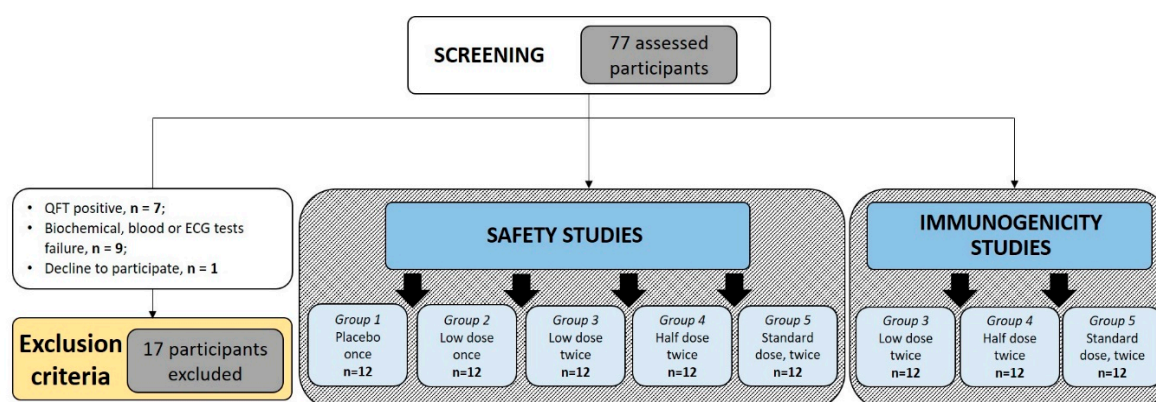 SCREENING
77 assessed
participants
• QFT positive, n = 7;
• Biochemical, blood or ECG tests
failure, n = 9;
• Decline to participate, n = 1
Exclusion
criteria
17 participants
excluded
SAFETY STUDIES
Group 1
Placebo
once
n=12
Group 2
Low dose
once
n=12
Group 3
Low dose
twice
n=12
Group 4
Half dose
twice
n=12
Group 5
Standard
dose, twice
n=12
IMMUNOGENICITY
STUDIES
Group 3
Low dose
twice
n=12
Group 4
Half dose
twice
n=12
Group 5
Standard
dose, twice
n=12